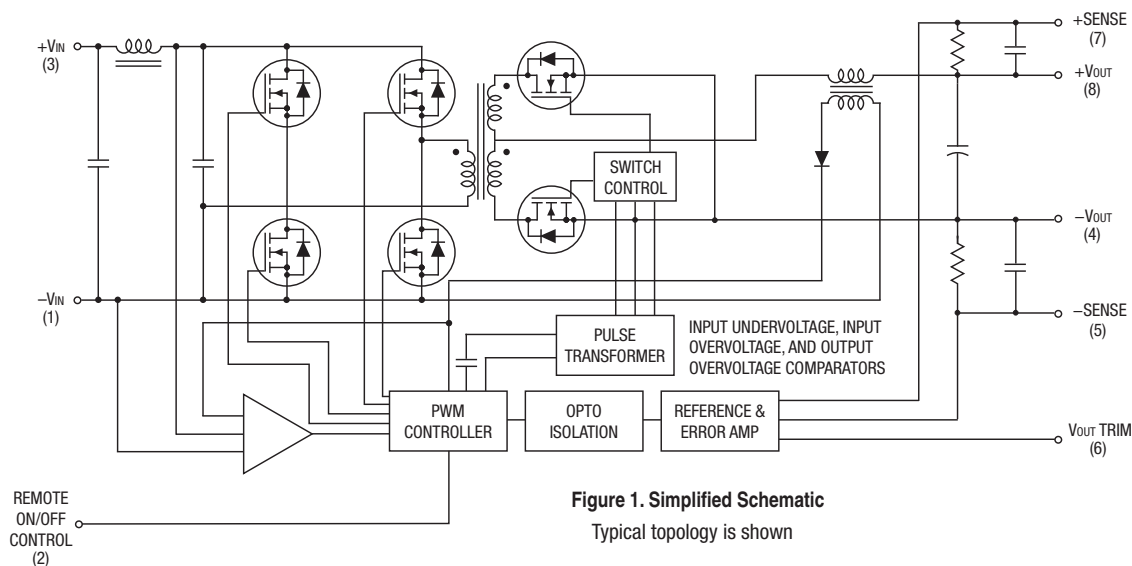 +SENSE
(7)
+VIN
(3)
+VOUT
(8)
SWITCH
CONTROL
−VOUT
(4)
−VIN
(1)
−SENSE
(5)
PULSE
TRANSFORMER
INPUT UNDERVOLTAGE, INPUT
OVERVOLTAGE, AND OUTPUT
OVERVOLTAGE COMPARATORS
PWM
CONTROLLER
OPTO
ISOLATION
REFERENCE &
ERROR AMP
VOUT TRIM
(6)
REMOTE
ON/OFF
CONTROL
(2)
Figure 1. Simplified Schematic
Typical topology is shown